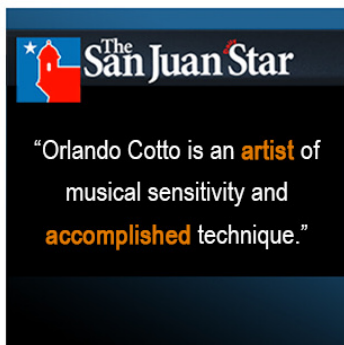 The
San Juan Star
“Orlando Cotto is an artist of
musical sensitivity and
accomplished technique.”